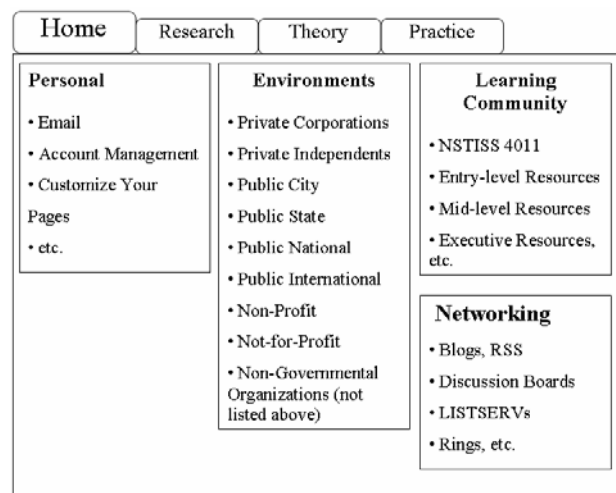 Home
Research
Theory
Practice
Personal
• Email
• Account Management
• Customize Your
Pages
• etc.
Environments
• Private Corporations
• Private Independents
• Public City
• Public State
• Public National
• Public International
• Non-Profit
• Not-for-Profit
• Non-Governmental
Organizations (not
listed above)
Learning
Community
• NSTISS 4011
• Entry-level Resources
• Mid-level Resources
• Executive Resources,
etc.
Networking
• Blogs, RSS
• Discussion Boards
• LISTSERVs
• Rings, etc.